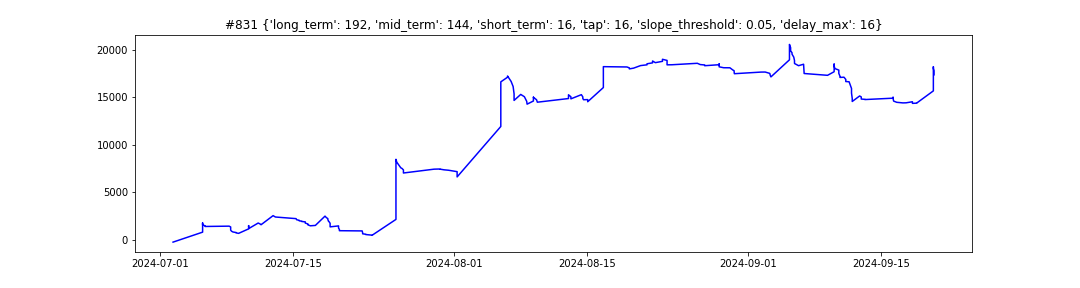 #831 {'long_term': 192, 'mid_term': 144, 'short_term': 16, 'tap': 16, 'slope_threshold': 0.05, 'delay_max': 16}
20000
15000
10000
5000
0
2024-07-01 2024-07-15 2024-08-01 2024-08-15 2024-09-01 2024-09-15